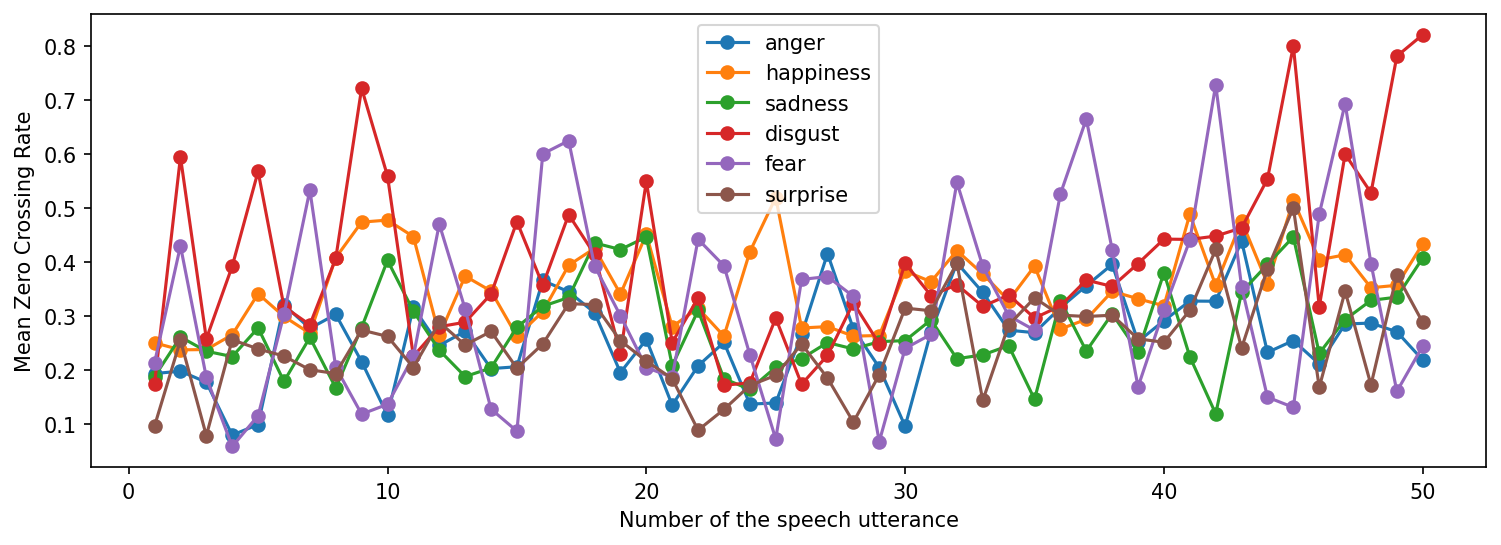 anger
happiness
sadness
disgust
fear
surprise
Mean Zero Crossing Rate
0.8
0.7
0.6
0.5
0.4
0.3
0.2
0.1
0 10 20 30 40 50
Number of the speech utterance